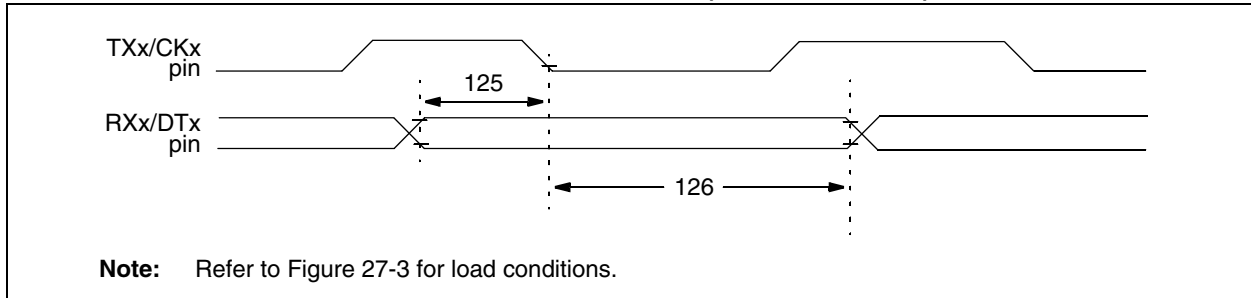 TXx/CKx
pin
125
RXx/DTx
pin
126
Note: Refer to Figure 27-3 for load conditions.